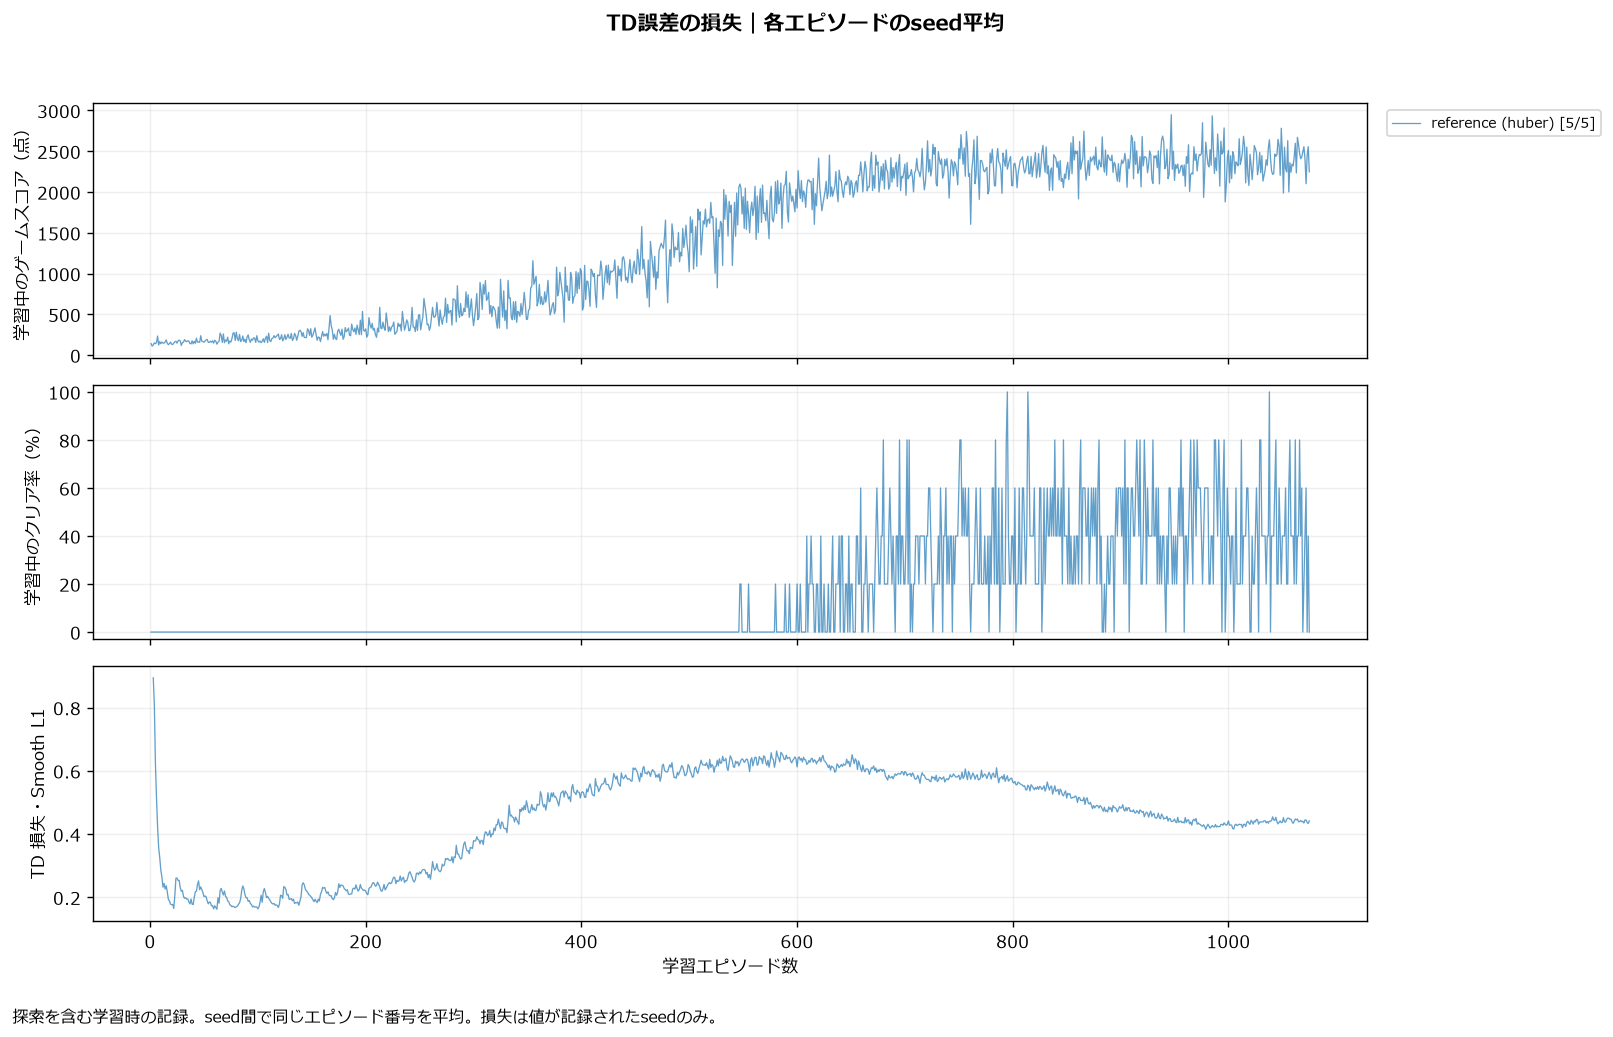 TD誤差の損失｜各エピソードのseed平均
学習中のゲームスコア（点）
3000
2500
2000
1500
1000
500
0
reference (huber) [5/5]
学習中のクリア率（%）
100
80
60
40
20
0
TD 損失・Smooth L1
0.8
0.6
0.4
0.2
0 200 400 600 800 1000
学習エピソード数
探索を含む学習時の記録。seed間で同じエピソード番号を平均。損失は値が記録されたseedのみ。